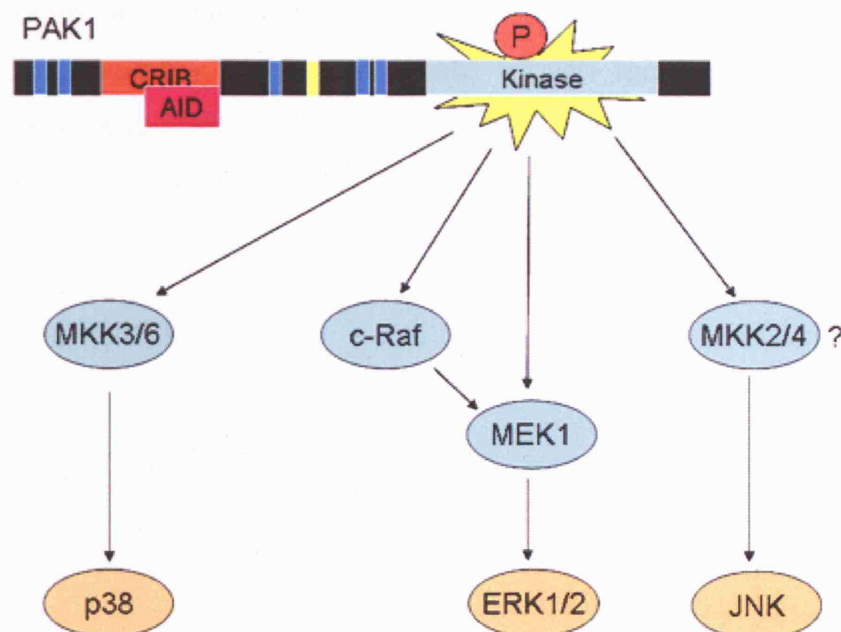 PAK1
P
CRIB
Kinase
AID
MKK3/6
c-Raf
MKK2/4 ?
MEK1
p38
ERK1/2
JNK